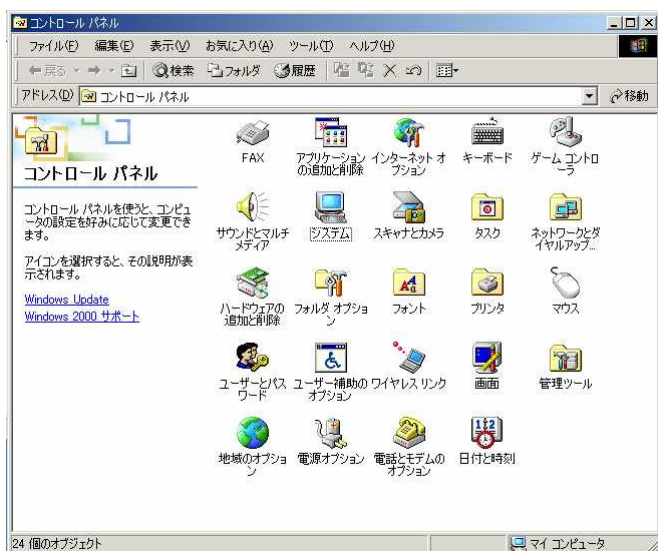 コントロール パネル
ファイル(F) 編集(E) 表示(V) お気に入り(A) ツール(T) ヘルプ(H)
戻る 検索 フォルダ 履歴
アドレス(D) コントロール パネル 移動
コントロール パネル
コントロール パネルを使うと、コンピュ
ータの設定を好みに応じて変更でき
ます。
アイコンを選択すると、その説明が表
示されます。
Windows Update
Windows 2000 サポート
FAX
アプリケーション
の追加と削除
インターネット オ
プション
キーボード
ゲーム コントロ
ーラ
サウンドとマルチ
メディア
システム
スキャナとカメラ
タスク
ネットワークとダ
イヤルアップ...
ハードウェアの
追加と削除
フォルダ オプショ
ン
フォント
プリンタ
マウス
ユーザーとパス
ワード
ユーザー補助の
オプション
ワイヤレス リンク
画面
管理ツール
地域のオプショ
ン
電源オプション
電話とモデムの
オプション
日付と時刻
24 個のオブジェクト
マイ コンピュータ